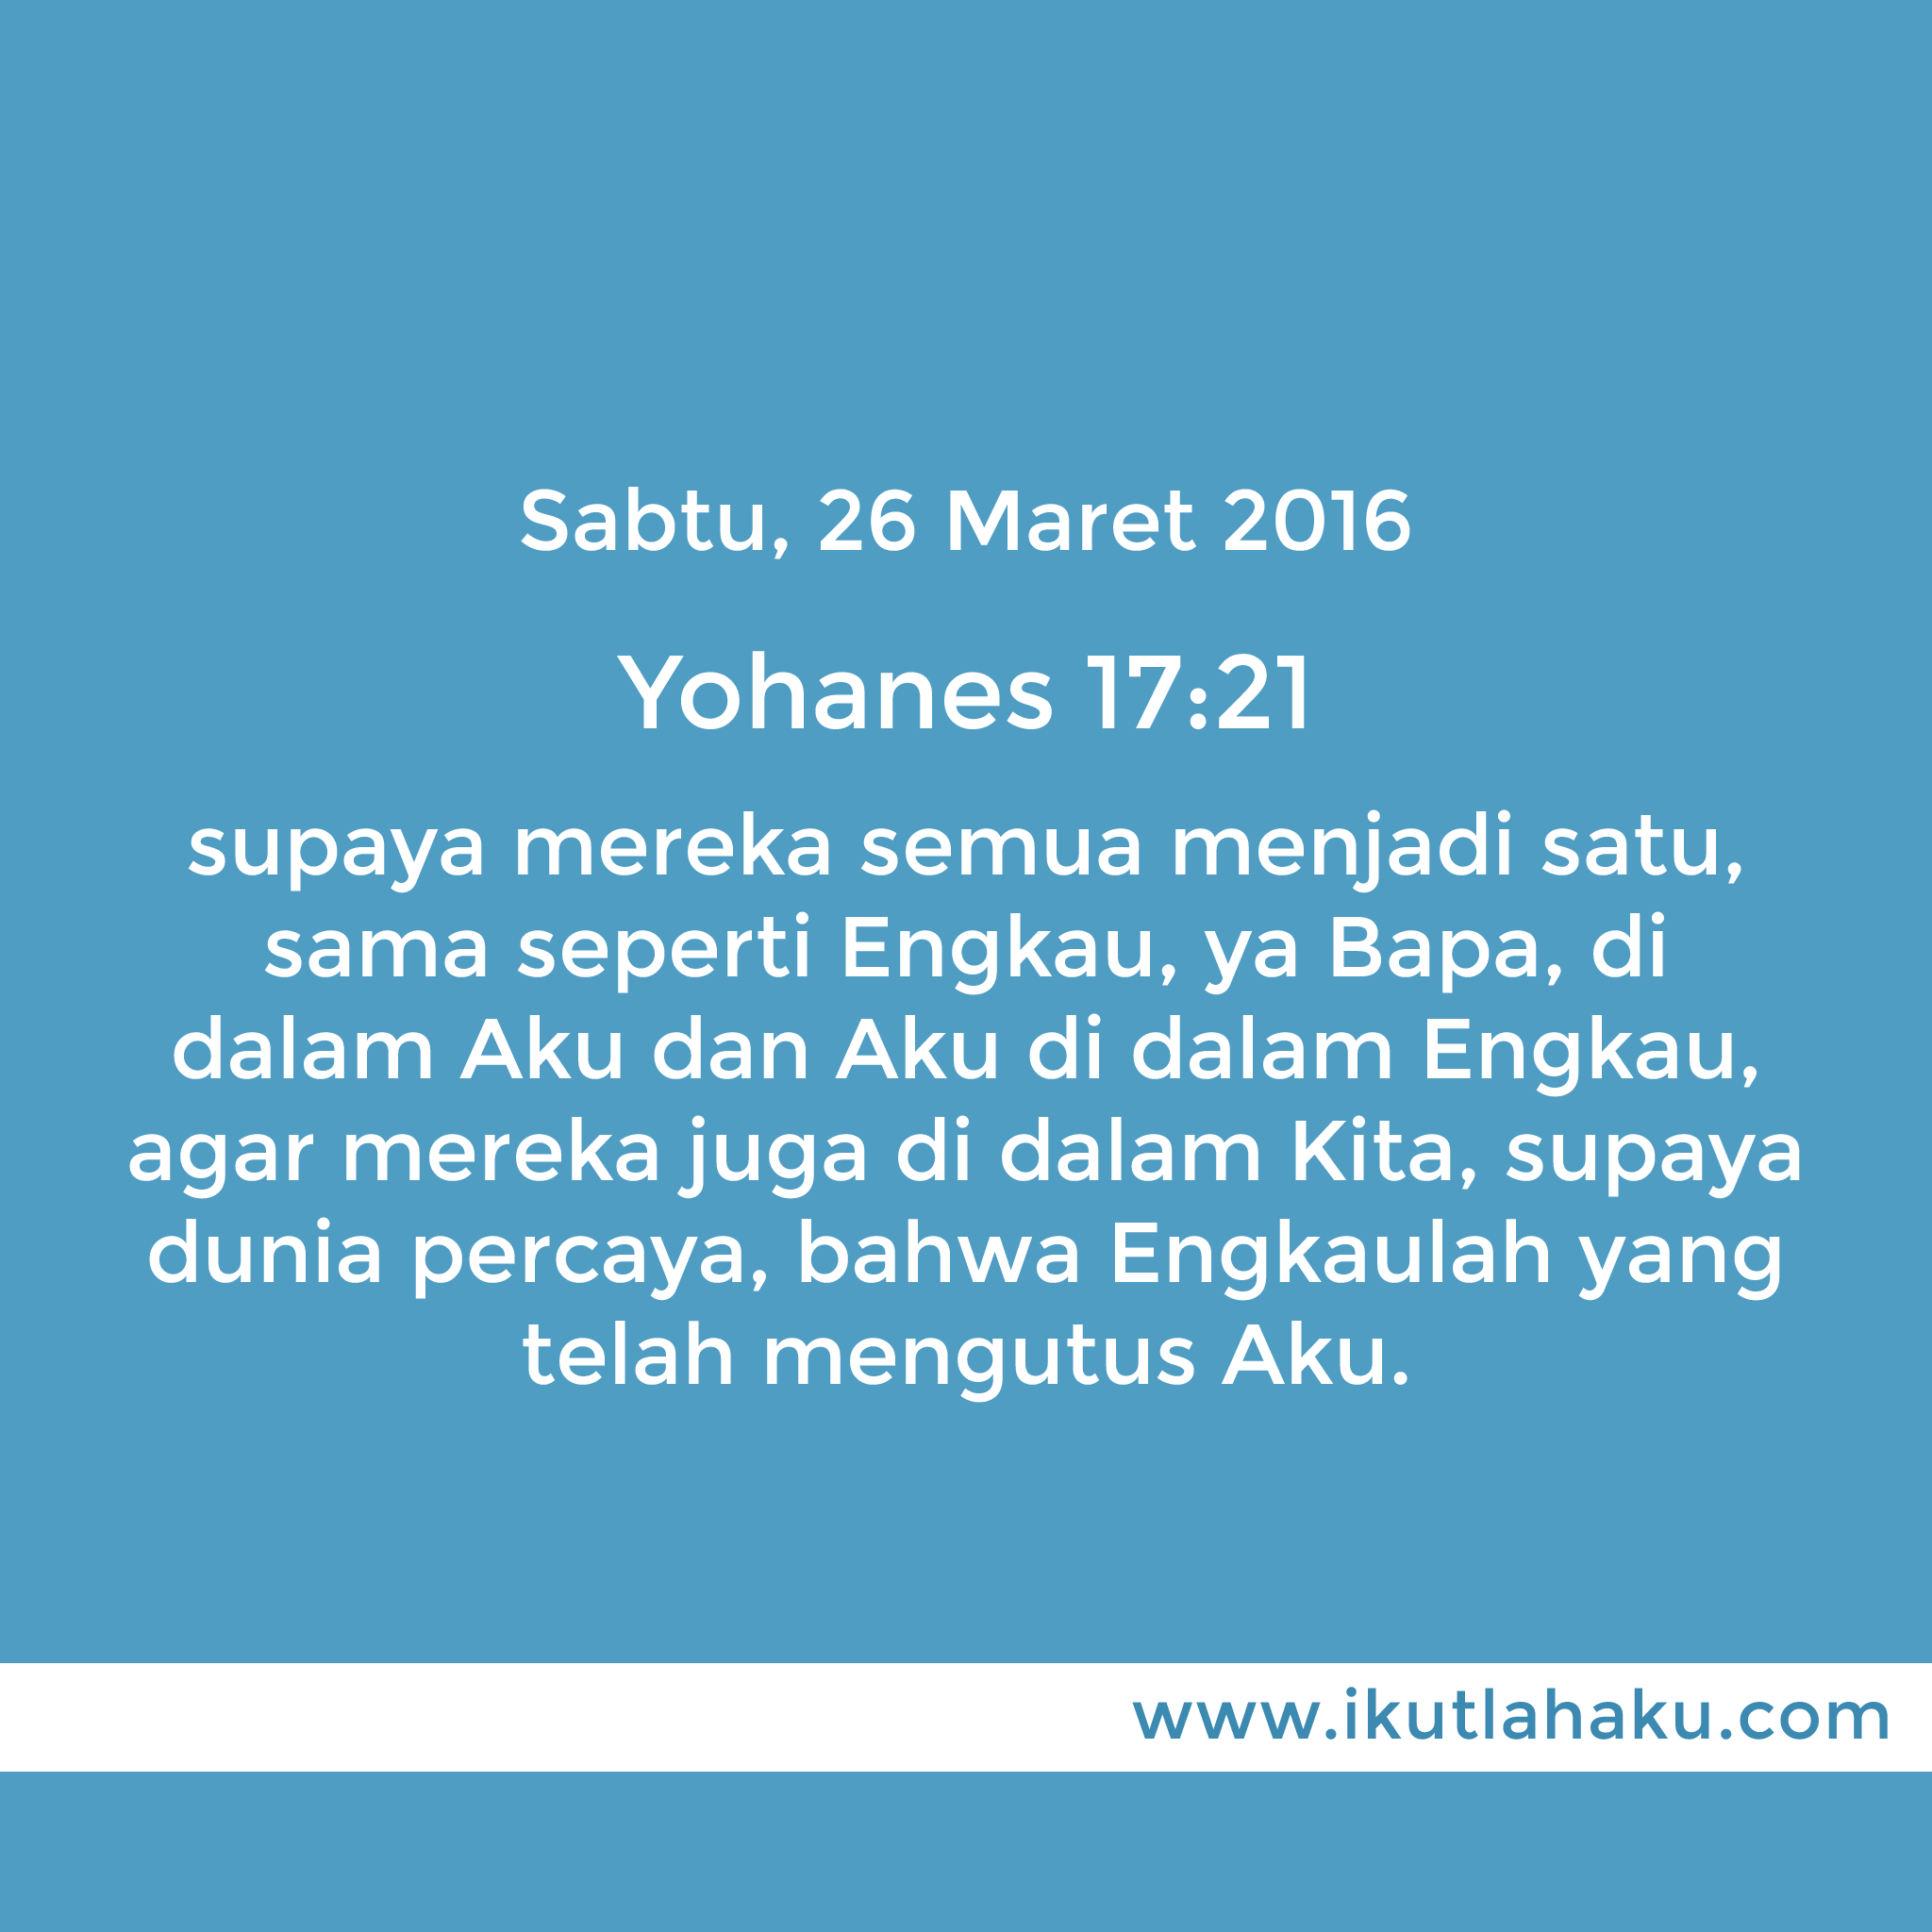 Sabtu, 26 Maret 2016
Yohanes 17:21
supaya mereka semua menjadi satu,
sama seperti Engkau, ya Bapa, di
dalam Aku dan Aku di dalam Engkau,
agar mereka juga di dalam Kita, supaya
dunia percaya, bahwa Engkaulah yang
telah mengutus Aku.
www.ikutlahaku.com